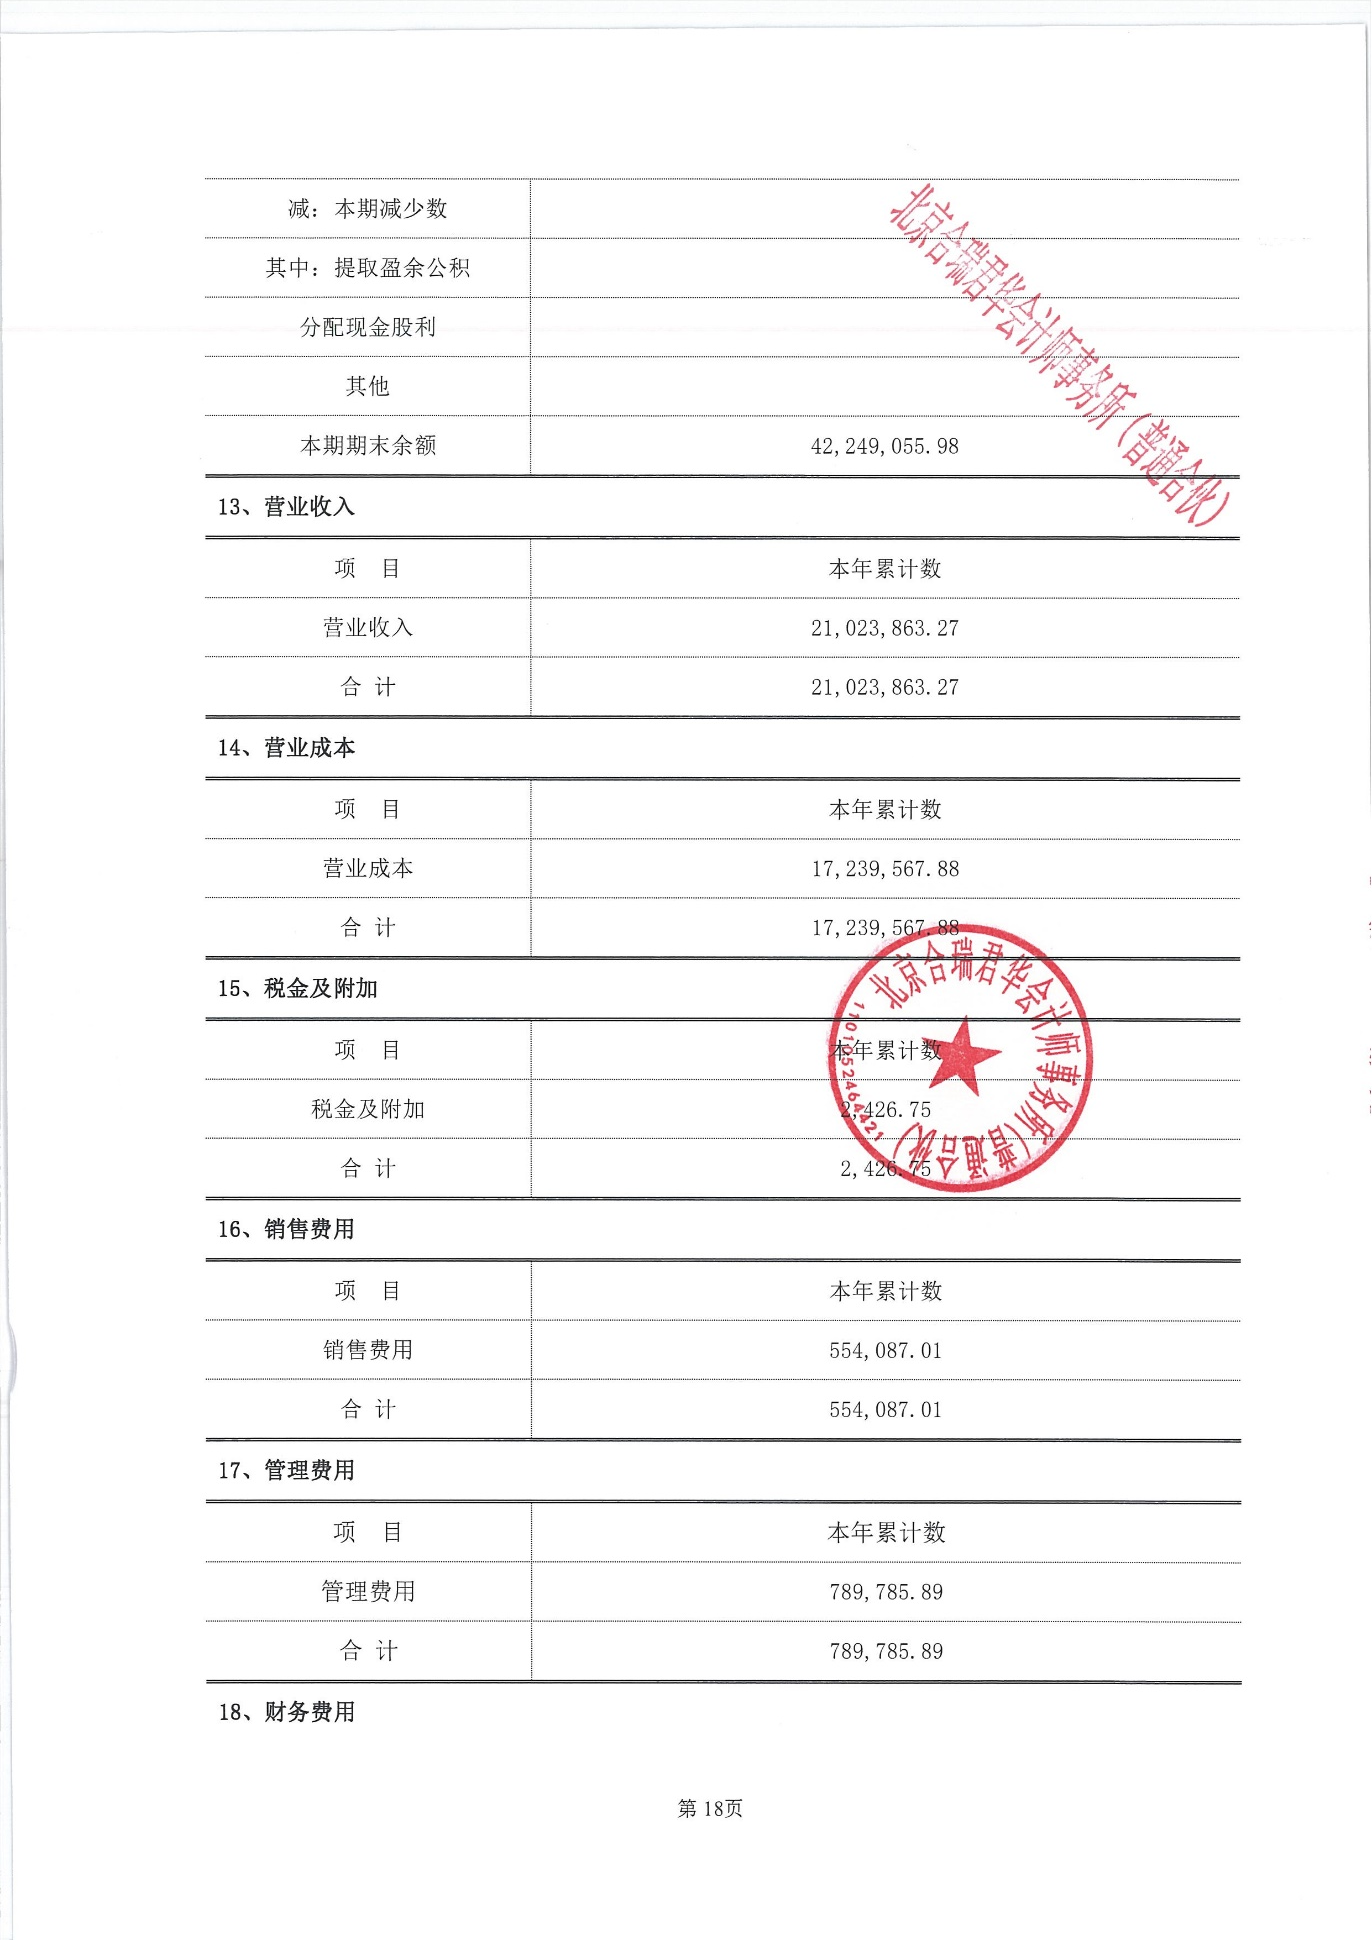 减：本期减少数
其中：提取盈余公积
分配现金股利
其他
本期期末余额 42,249,055.98
北京合瑞君华会计师事务所（普通合伙）
13、营业收入
项 目 本年累计数
营业收入 21,023,863.27
合 计 21,023,863.27
14、营业成本
项 目 本年累计数
营业成本 17,239,567.88
合 计 17,239,567.88
15、税金及附加
项 目 本年累计数
税金及附加 2,426.75
合 计 2,426.75
北京合瑞君华会计师事务所（普通合伙）
1101052464421
16、销售费用
项 目 本年累计数
销售费用 554,087.01
合 计 554,087.01
17、管理费用
项 目 本年累计数
管理费用 789,785.89
合 计 789,785.89
18、财务费用
第 18页